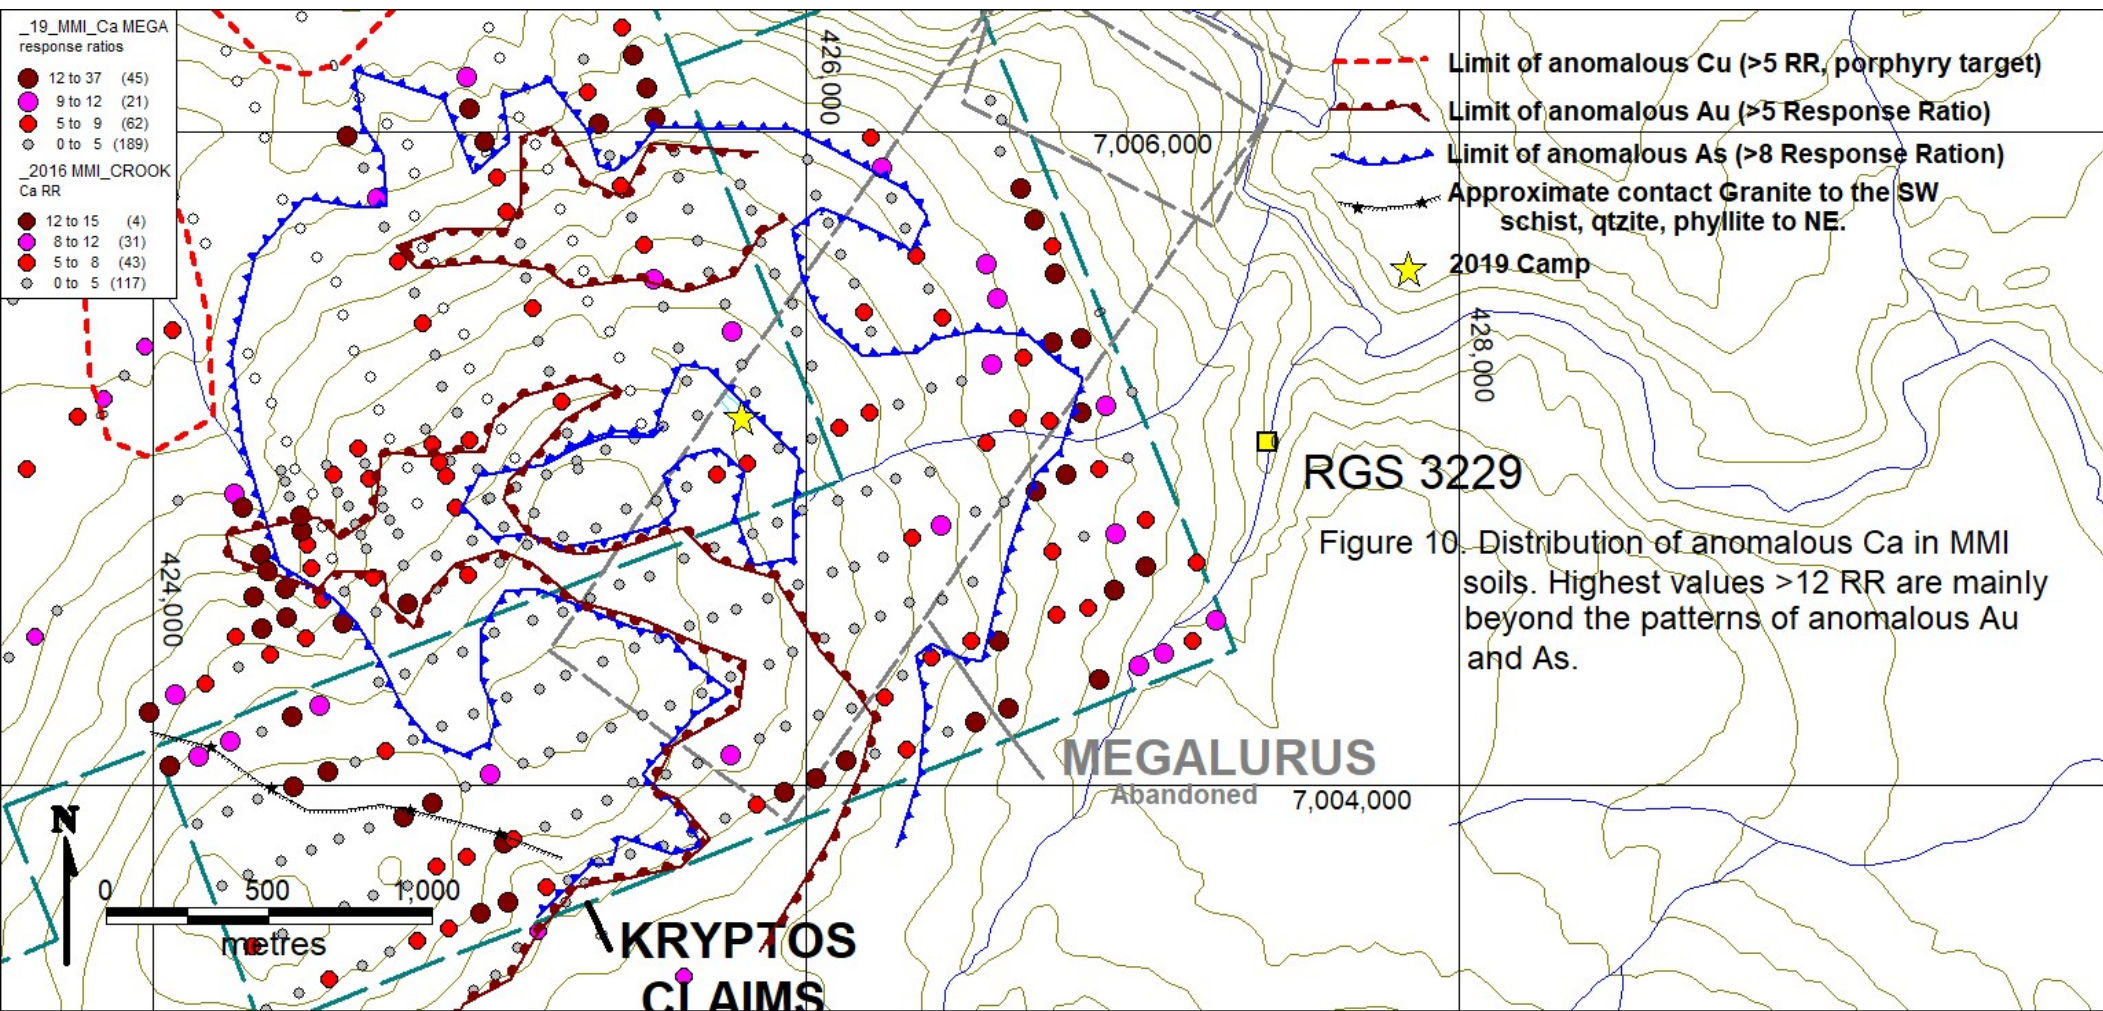 _19_MMI_Ca MEGA
response ratios
12 to 37 (45)
9 to 12 (21)
5 to 9 (62)
0 to 5 (189)
_2016 MMI_CROOK
Ca RR
12 to 15 (4)
8 to 12 (31)
5 to 8 (43)
0 to 5 (117)
426,000
7,006,000
Limit of anomalous Cu (>5 RR, porphyry target)
Limit of anomalous Au (>5 Response Ratio)
Limit of anomalous As (>8 Response Ration)
Approximate contact Granite to the SW
schist, qtzite, phyllite to NE.
2019 Camp
428,000
RGS 3229
Figure 10. Distribution of anomalous Ca in MMI
soils. Highest values >12 RR are mainly
beyond the patterns of anomalous Au
and As.
424,000
MEGALURUS
Abandoned
7,004,000
N
0 500 1,000
metres
KRYPTOS
CLAIMS